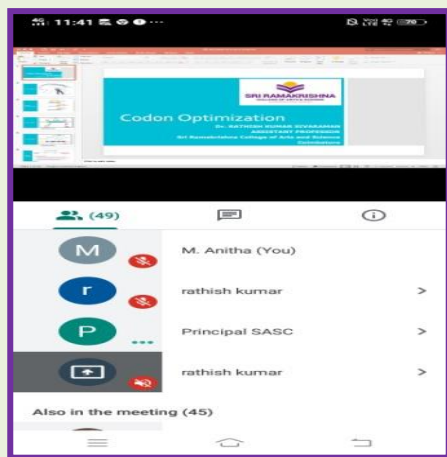 11:41
SRI RAMAKRISHNA
Codon Optimization
Dr. RATHISH KUMAR SIVARAMAN
ASSISTANT PROFESSOR
Sri Ramakrishna College of Arts and Science
Coimbatore
(49)
M
M. Anitha (You)
r
rathish kumar
P
Principal SASC
rathish kumar
Also in the meeting (45)